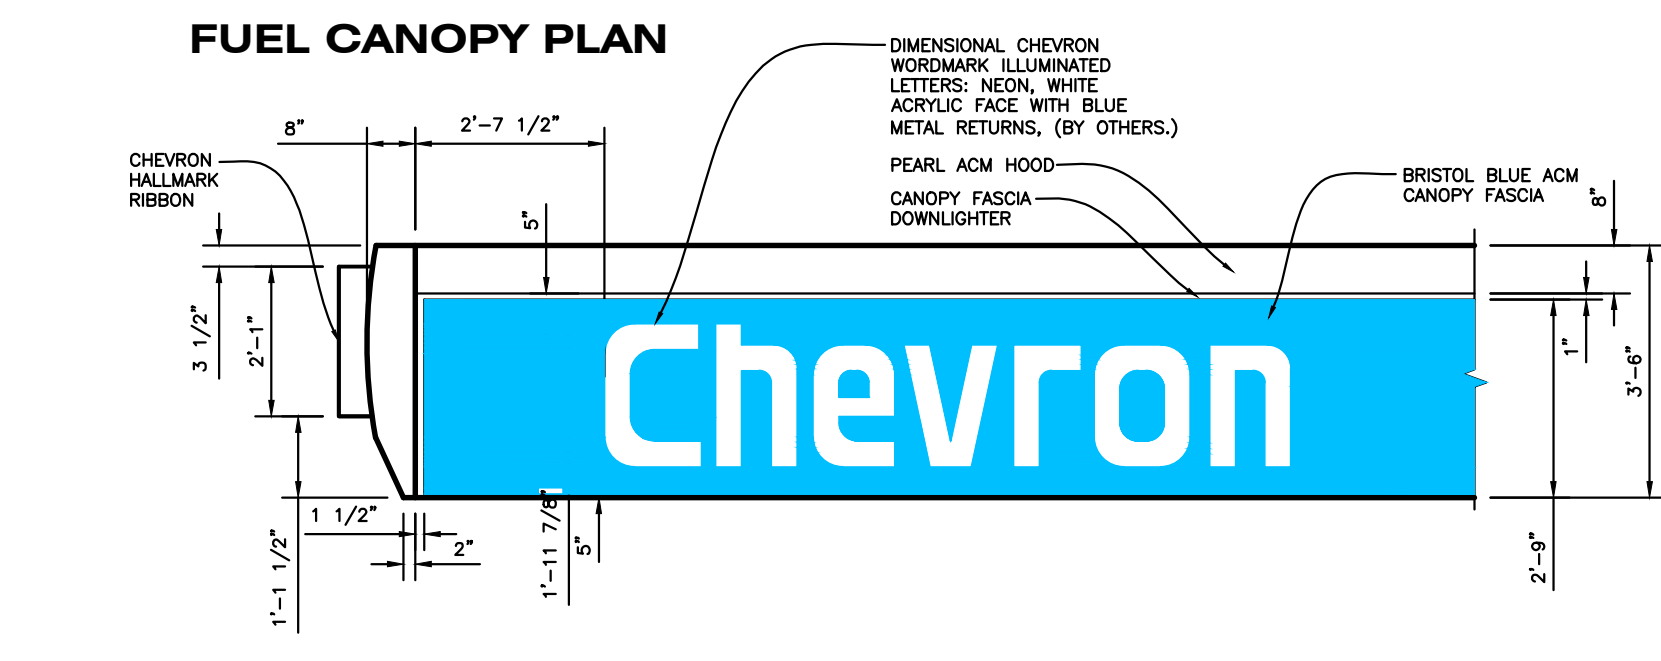 FUEL CANOPY PLAN
DIMENSIONAL CHEVRON
WORDMARK ILLUMINATED
LETTERS: NEON, WHITE
ACRYLIC FACE WITH BLUE
METAL RETURNS, (BY OTHERS.)
8"
2'-7 1/2"
CHEVRON
HALLMARK
RIBBON
PEARL ACM HOOD
CANOPY FASCIA
DOWNLIGHTER
BRISTOL BLUE ACM
CANOPY FASCIA
8"
5"
3 1/2"
2'-1"
Chevron
1"
3'-6"
1 1/2"
2"
1'-1 1/2"
1'-11 7/8"
5"
2'-9"